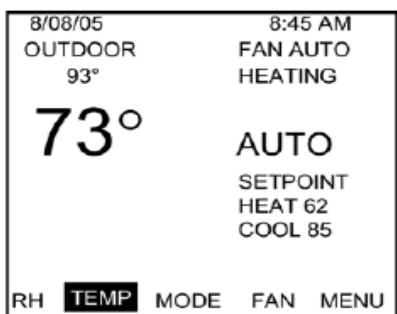 8/08/05 8:45 AM
OUTDOOR FAN AUTO
93° HEATING
73° AUTO
SETPOINT
HEAT 62
COOL 85
RH TEMP MODE FAN MENU